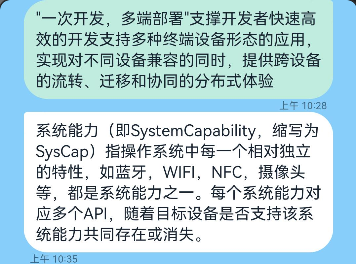 "一次开发，多端部署"支撑开发者快速高
效的开发支持多种终端设备形态的应用，
实现对不同设备兼容的同时，提供跨设备
的流转、迁移和协同的分布式体验
上午 10:28
系统能力（即SystemCapability，缩写为
SysCap）指操作系统中每一个相对独立
的特性，如蓝牙，WIFI，NFC，摄像头
等，都是系统能力之一。每个系统能力对
应多个API，随着目标设备是否支持该系
统能力共同存在或消失。
上午 10:35